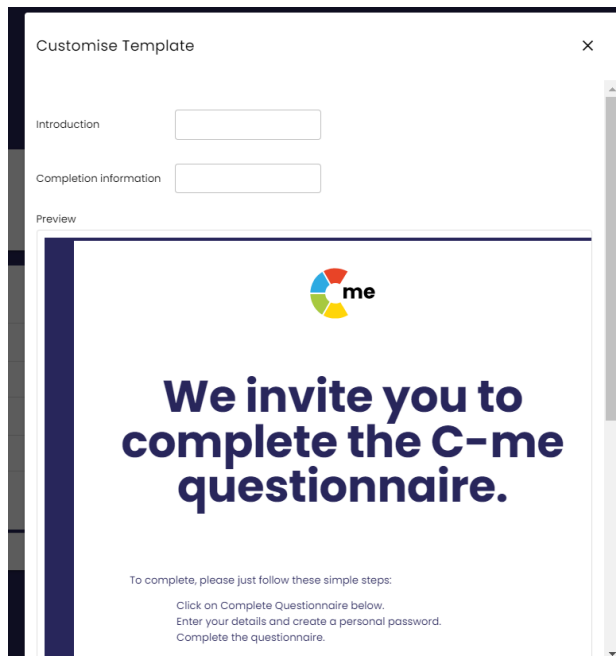 Customise Template
Introduction
Completion information
Preview
me
We invite you to
complete the C-me
questionnaire.
To complete, please just follow these simple steps:
Click on Complete Questionnaire below.
Enter your details and create a personal password.
Complete the questionnaire.